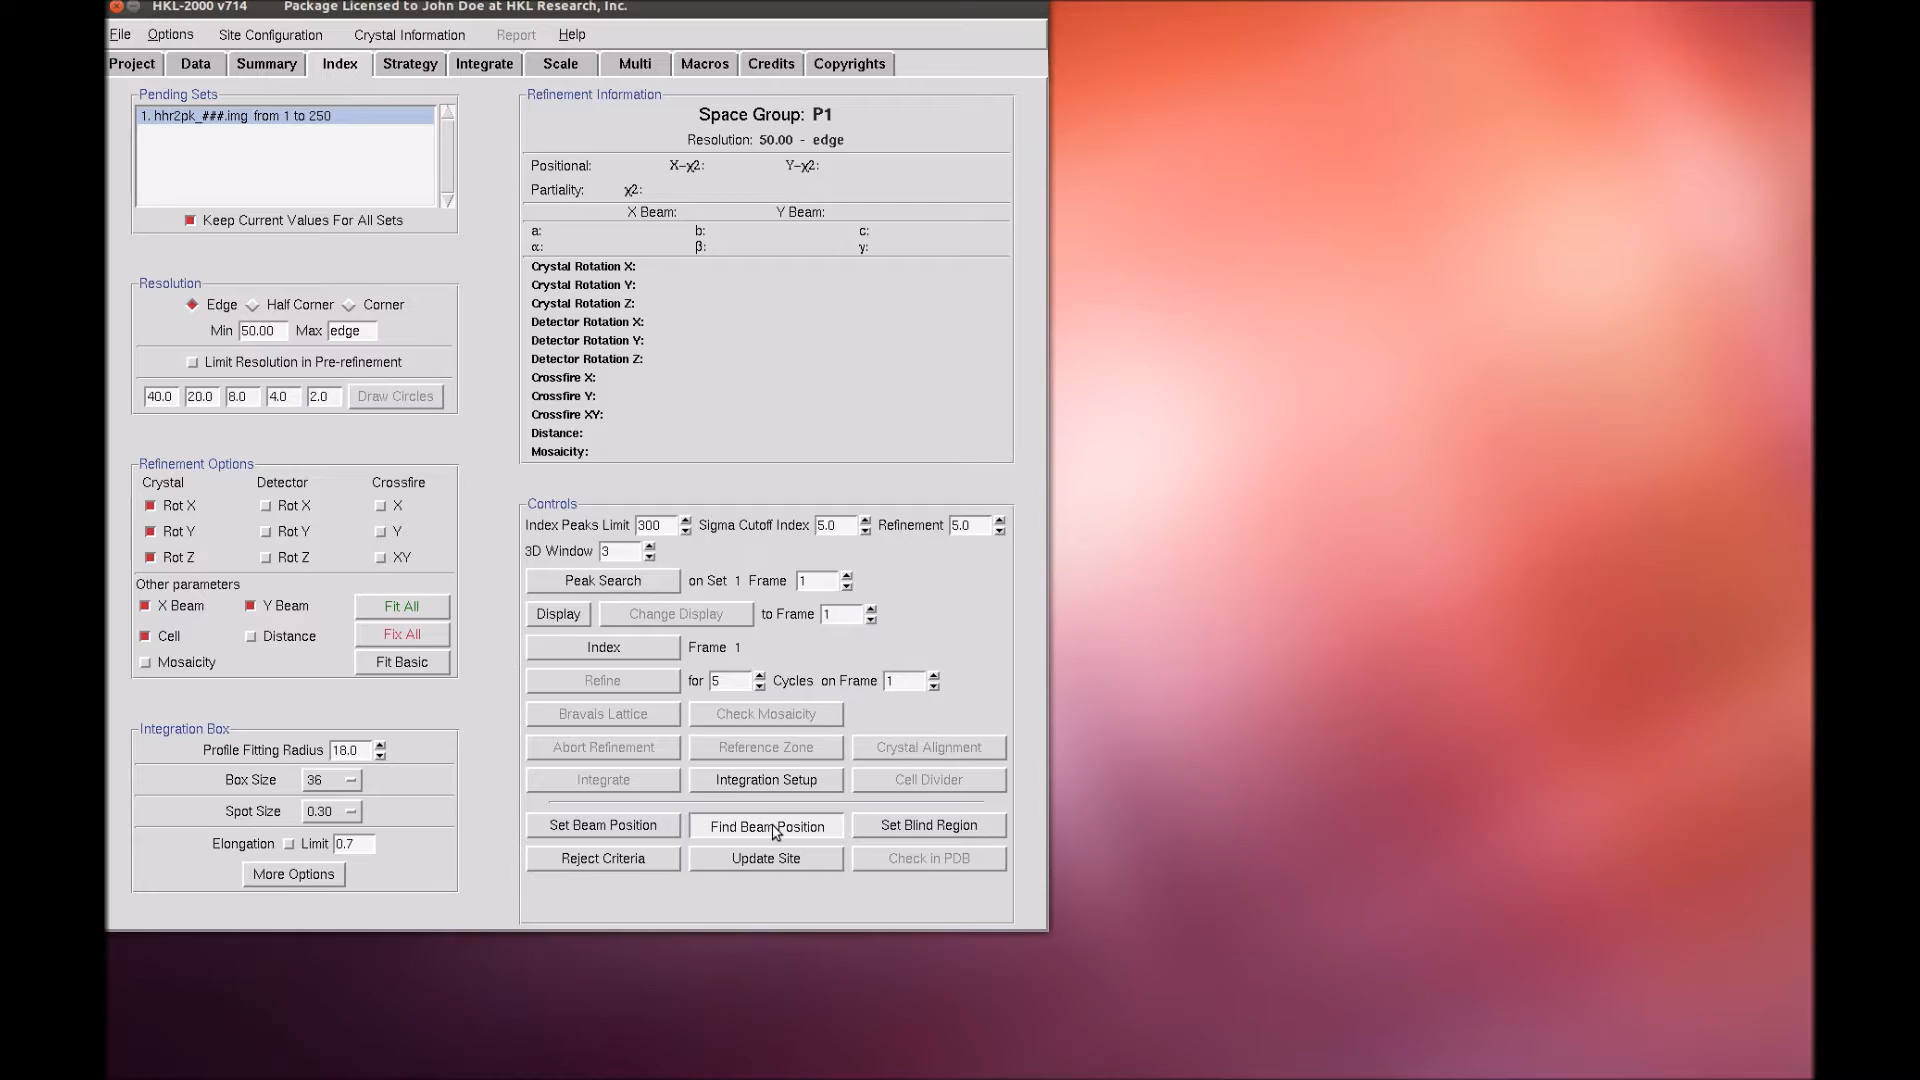 HKL-2000 v714 Package Licensed to John Doe at HKL Research, Inc.
File Options Site Configuration Crystal Information Report Help
Project Data Summary Index Strategy Integrate Scale Multi Macros Credits Copyrights
Pending Sets
1. hhr2pk_###.img from 1 to 250
Keep Current Values For All Sets
Resolution
Edge Half Corner Corner
Min 50.00 Max edge
Limit Resolution in Pre-refinement
40.0 20.0 8.0 4.0 2.0 Draw Circles
Refinement Options
Crystal Detector Crossfire
Rot X Rot X X
Rot Y Rot Y Y
Rot Z Rot Z XY
Other parameters
X Beam Y Beam Fit All
Cell Distance Fix All
Mosaicity Fit Basic
Integration Box
Profile Fitting Radius 18.0
Box Size 36
Spot Size 0.30
Elongation Limit 0.7
More Options
Refinement Information
Space Group: P1
Resolution: 50.00 - edge
Positional: X-χ2: Y-χ2:
Partiality: χ2:
X Beam: Y Beam:
a: b: c:
α: β: γ:
Crystal Rotation X:
Crystal Rotation Y:
Crystal Rotation Z:
Detector Rotation X:
Detector Rotation Y:
Detector Rotation Z:
Crossfire X:
Crossfire Y:
Crossfire XY:
Distance:
Mosaicity:
Controls
Index Peaks Limit 300 Sigma Cutoff Index 5.0 Refinement 5.0
3D Window 3
Peak Search on Set 1 Frame 1
Display Change Display to Frame 1
Index Frame 1
Refine for 5 Cycles on Frame 1
Bravais Lattice Check Mosaicity
Abort Refinement Reference Zone Crystal Alignment
Integrate Integration Setup Cell Divider
Set Beam Position Find Beam Position Set Blind Region
Reject Criteria Update Site Check in PDB